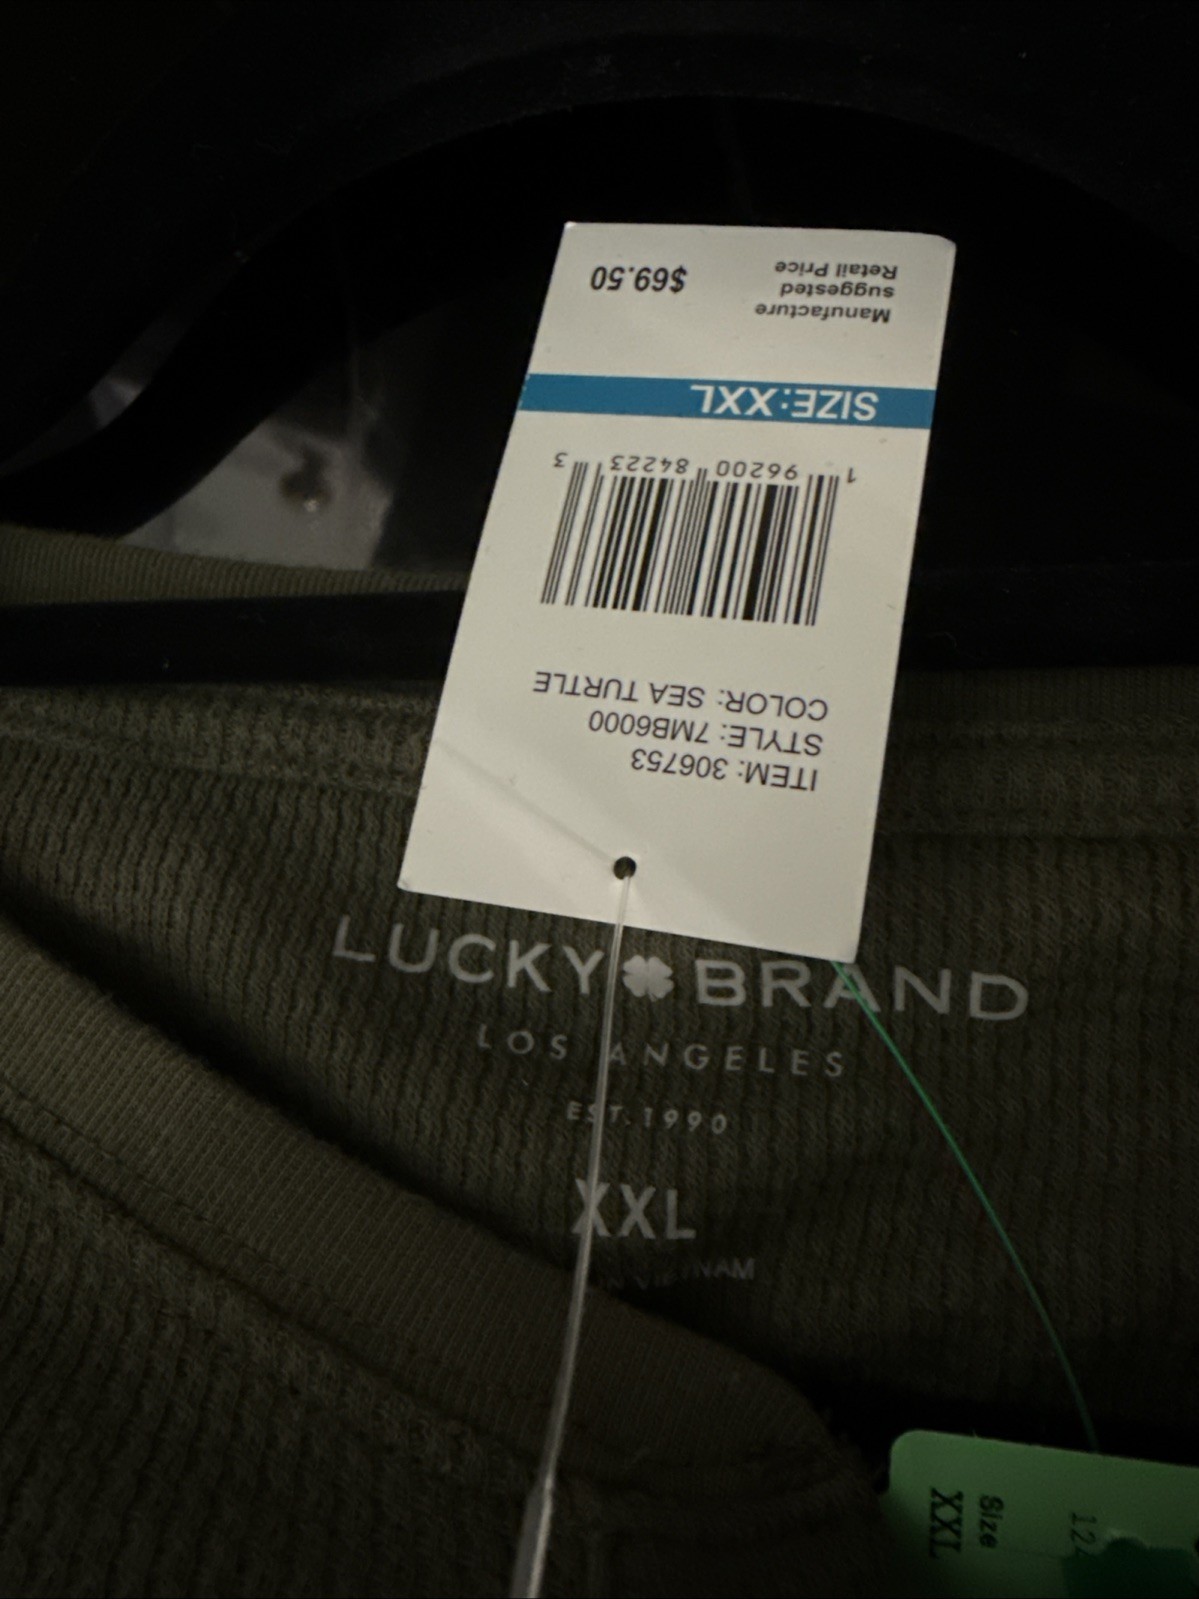 ITEM: 306753
STYLE: 7MB6000
COLOR: SEA TURTLE
1 96200 84223 3
SIZE:XXL
Manufacture
suggested
Retail Price
$69.50
LUCKY BRAND
LOS ANGELES
EST. 1990
XXL
VIETNAM
Size
XXL